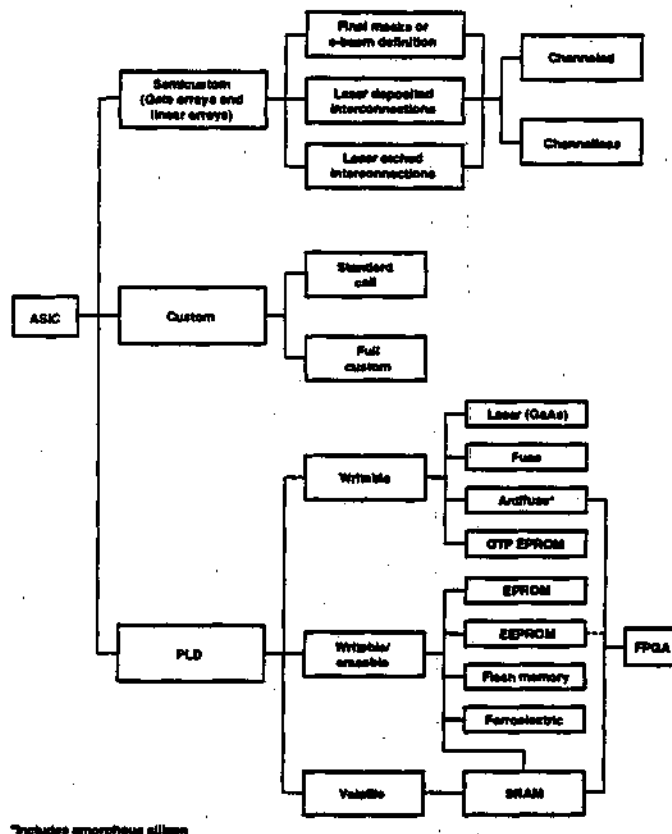 Final masks or
e-beam definition
Semicustom
(Gate arrays and
linear arrays)
Laser deposited
interconnections
Laser etched
interconnections
Channeled
Channelless
Standard
cell
ASIC
Custom
Full
custom
Laser (GaAs)
Fuse
Writable
Antifuse*
OTP EPROM
EPROM
PLD
Writable/
erasable
EEPROM
FPGA
Flash memory
Ferroelectric
Volatile
SRAM
*Includes amorphous silicon